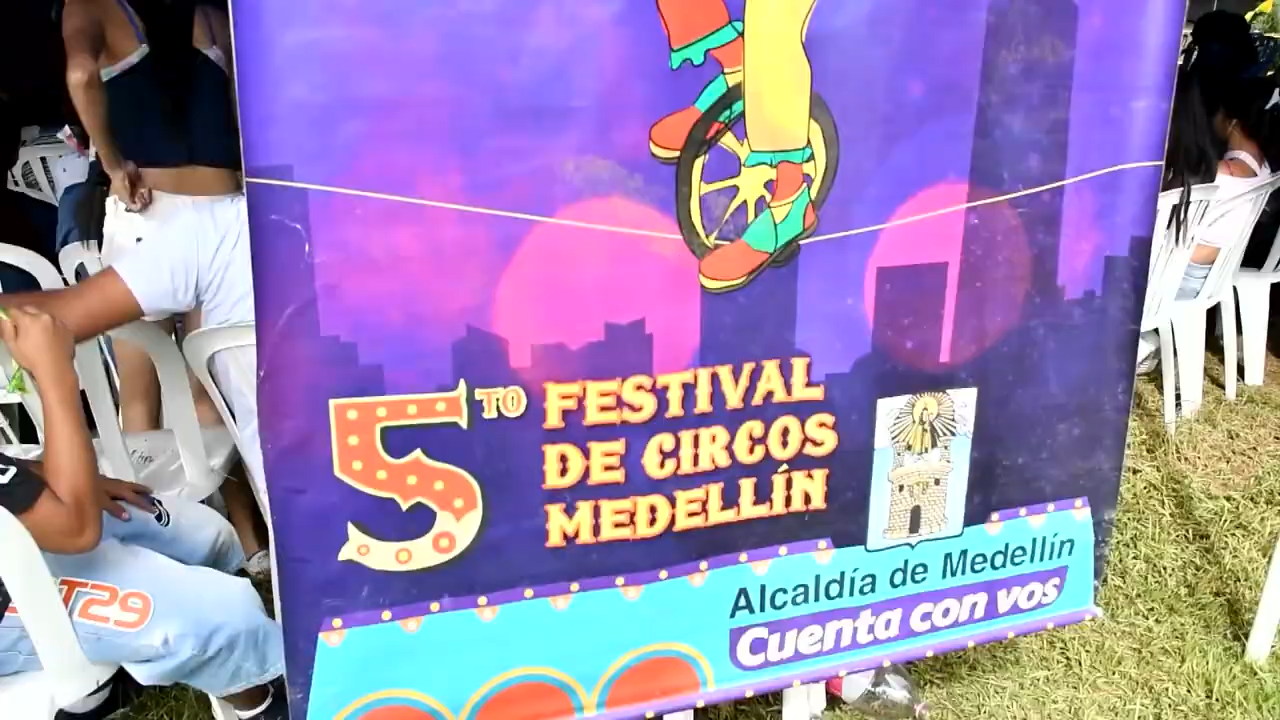 5TO
FESTIVAL
DE CIRCOS
MEDELLÍN
Alcaldía de Medellín
Cuenta con vos
T29